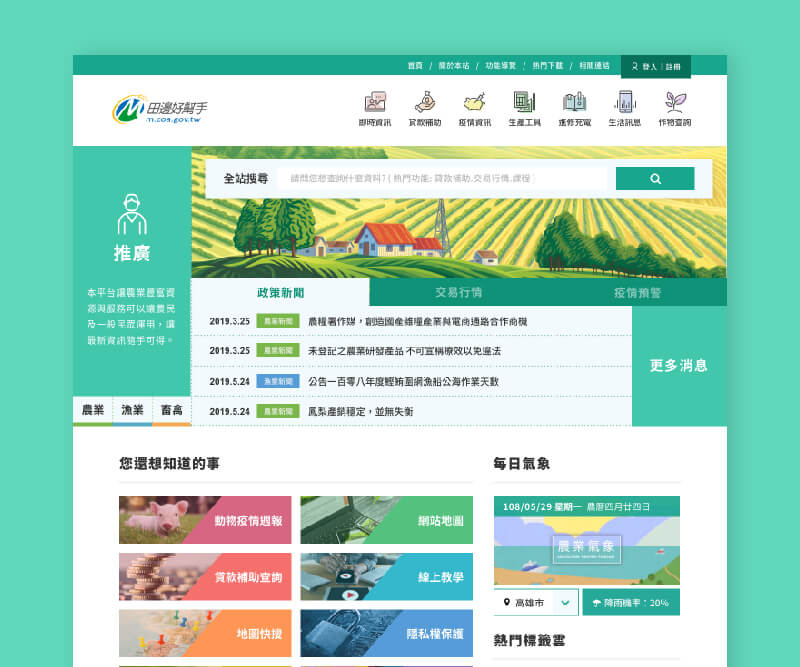 首頁 / 關於本站 / 功能導覽 / 熱門下載 / 相關連結
登入 | 註冊
田邊好幫手
m.coa.gov.tw
即時資訊 貸款補助 疫情資訊 生產工具 進修充電 生活訊息 作物查詢
全站搜尋
請問您想查詢什麼資料? ( 熱門功能: 貸款補助.交易行情.課程 )
推廣
本平台讓農業豐富資
源與服務可以讓農民
及一般民眾運用，讓
最新資訊隨手可得。
農業 漁業 畜禽
政策新聞 交易行情 疫情預警
2019.3.25 農業新聞 農糧署作媒，創造國產雜糧產業與電商通路合作商機
2019.3.25 農業新聞 未登記之農業研發產品 不可宣稱療效以免違法
2019.5.24 漁業新聞 公告一百零八年度鰹鮪圍網漁船公海作業天數
2019.5.24 農業新聞 鳳梨產銷穩定，並無失衡
更多消息
您還想知道的事
動物疫情週報
網站地圖
貸款補助查詢
線上教學
地圖快搜
隱私權保護
每日氣象
108/05/29 星期一 農曆四月廿四日
農業氣象
高雄市
降雨機率：20%
熱門標籤雲